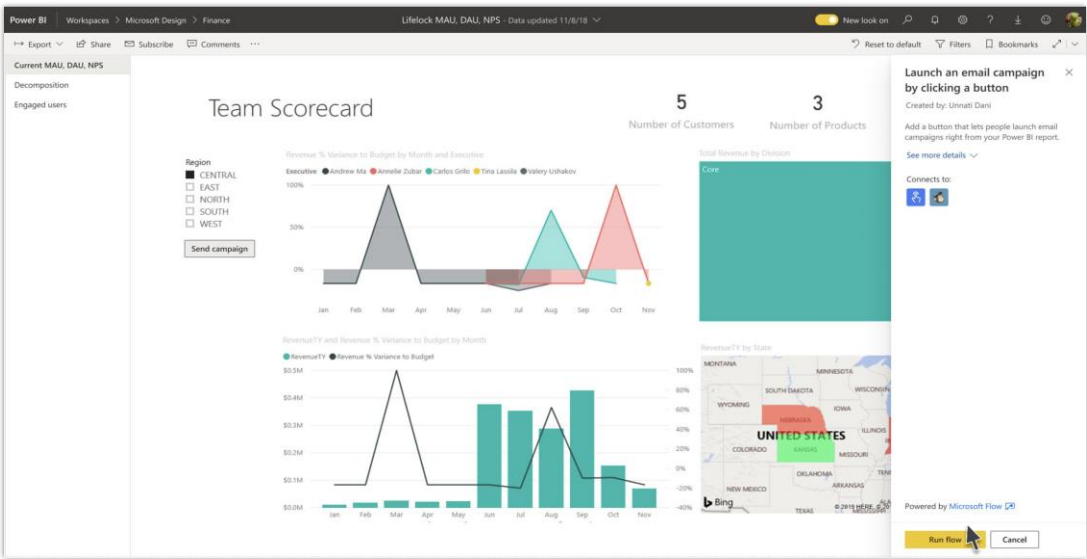 Power BI Workspaces > Microsoft Design > Finance Lifelock MAU, DAU, NPS - Data updated 11/8/18 New look on ?
Export Share Subscribe Comments ··· Reset to default Filters Bookmarks
Current MAU, DAU, NPS
Decomposition
Engaged users
Team Scorecard
5
Number of Customers
3
Number of Products
Region
CENTRAL
EAST
NORTH
SOUTH
WEST
Send campaign
Revenue % Variance to Budget by Month and Executive
Executive Andrew Ma Annelie Zubar Carlos Grilo Tina Lassila Valery Ushakov
100%
50%
0%
Jan Feb Mar Apr May Jun Jul Aug Sep Oct Nov
Total Revenue by Division
Core
RevenueTY and Revenue % Variance to Budget by Month
RevenueTY Revenue % Variance to Budget
$0.5M
$0.4M
$0.3M
$0.2M
$0.1M
$0.0M
100%
80%
60%
40%
20%
0%
-20%
-40%
Jan Feb Mar Apr May Jun Jul Aug Sep Oct Nov
RevenueTY by State
MONTANA
MINNESOTA
SOUTH DAKOTA
WISCONSIN
WYOMING
IOWA
NEBRASKA
ILLINOIS
UNITED STATES
COLORADO
KANSAS
MISSOURI
OKLAHOMA
TENN
NEW MEXICO
ARKANSAS
Bing
TEXAS
© 2019 HERE, © 20
Launch an email campaign
by clicking a button
Created by: Unnati Dani
Add a button that lets people launch email
campaigns right from your Power BI report.
See more details
Connects to:
Powered by Microsoft Flow
Run flow
Cancel